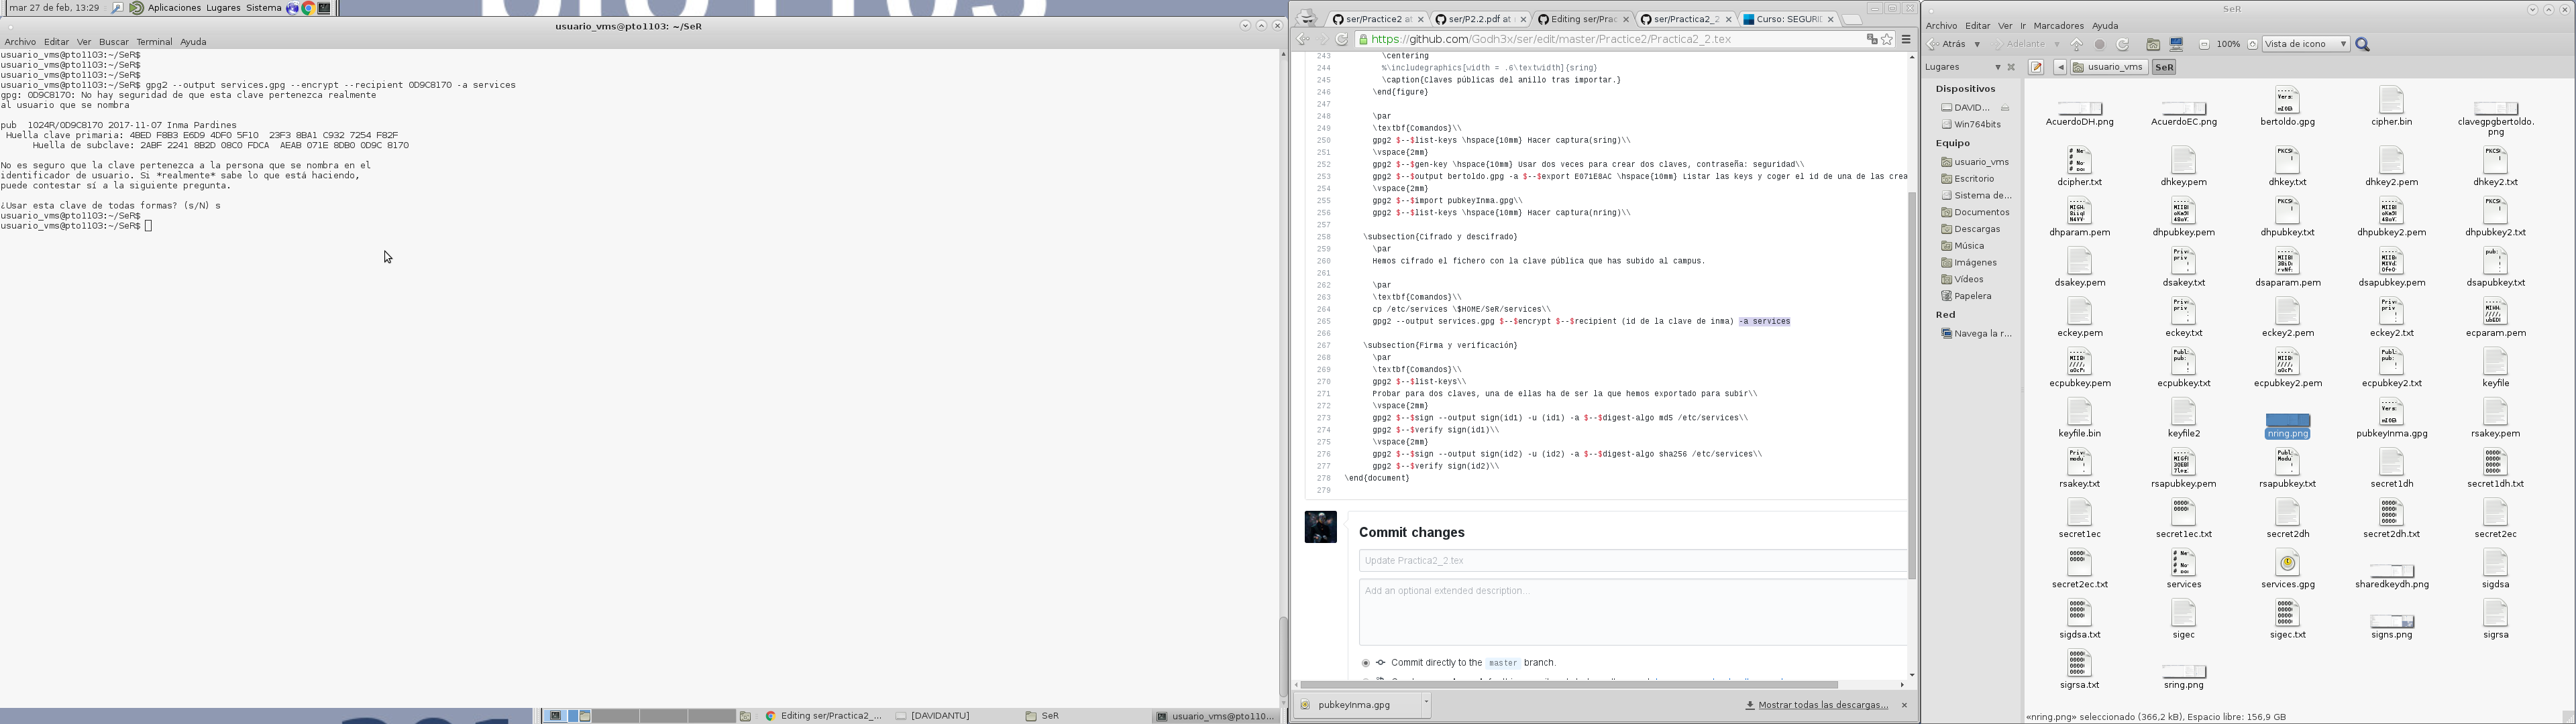 mar 27 de feb, 13:29
Aplicaciones Lugares Sistema
usuario_vms@pto1103: ~/SeR
Archivo Editar Ver Buscar Terminal Ayuda
usuario_vms@pto1103:~/SeR$
usuario_vms@pto1103:~/SeR$
usuario_vms@pto1103:~/SeR$
usuario_vms@pto1103:~/SeR$ gpg2 --output services.gpg --encrypt --recipient 0D9C8170 -a services
gpg: 0D9C8170: No hay seguridad de que esta clave pertenezca realmente
al usuario que se nombra
pub 1024R/0D9C8170 2017-11-07 Inma Pardines
Huella clave primaria: 4BED F8B3 E6D9 4DF0 5F10 23F3 8BA1 C932 7254 F82F
Huella de subclave: 2ABF 2241 8B2D 08C0 FDCA AEAB 071E 8DB0 0D9C 8170
No es seguro que la clave pertenezca a la persona que se nombra en el
identificador de usuario. Si *realmente* sabe lo que está haciendo,
puede contestar sí a la siguiente pregunta.
¿Usar esta clave de todas formas? (s/N) s
usuario_vms@pto1103:~/SeR$
usuario_vms@pto1103:~/SeR$
Editing ser/Practica2_...
[DAVIDANTU]
SeR
usuario_vms@pto110...
ser/Practice2 at
ser/P2.2.pdf at
Editing ser/Prac
ser/Practica2_2
Curso: SEGURI
https://github.com/Godh3x/ser/edit/master/Practice2/Practica2_2.tex
243 \centering
244 %\includegraphics[width = .6\textwidth]{sring}
245 \caption{Claves públicas del anillo tras importar.}
246 \end{figure}
247
248 \par
249 \textbf{Comandos}\\
250 gpg2 $--$list-keys \hspace{10mm} Hacer captura(sring)\\
251 \vspace{2mm}
252 gpg2 $--$gen-key \hspace{10mm} Usar dos veces para crear dos claves, contraseña: seguridad\\
253 gpg2 $--$output bertoldo.gpg -a $--$export E071E8AC \hspace{10mm} Listar las keys y coger el id de una de las crea
254 \vspace{2mm}
255 gpg2 $--$import pubkeyInma.gpg\\
256 gpg2 $--$list-keys \hspace{10mm} Hacer captura(nring)\\
257
258 \subsection{Cifrado y descifrado}
259 \par
260 Hemos cifrado el fichero con la clave pública que has subido al campus.
261
262 \par
263 \textbf{Comandos}\\
264 cp /etc/services \$HOME/SeR/services\\
265 gpg2 --output services.gpg $--$encrypt $--$recipient (id de la clave de inma) -a services
266
267 \subsection{Firma y verificación}
268 \par
269 \textbf{Comandos}\\
270 gpg2 $--$list-keys\\
271 Probar para dos claves, una de ellas ha de ser la que hemos exportado para subir\\
272 \vspace{2mm}
273 gpg2 $--$sign --output sign(id1) -u (id1) -a $--$digest-algo md5 /etc/services\\
274 gpg2 $--$verify sign(id1)\\
275 \vspace{2mm}
276 gpg2 $--$sign --output sign(id2) -u (id2) -a $--$digest-algo sha256 /etc/services\\
277 gpg2 $--$verify sign(id2)\\
278 \end{document}
279
Commit changes
Update Practica2_2.tex
Add an optional extended description...
Commit directly to the master branch.
pubkeyInma.gpg
Mostrar todas las descargas...
SeR
Archivo Editar Ver Ir Marcadores Ayuda
Atrás Adelante 100% Vista de icono
Lugares
usuario_vms SeR
Dispositivos
DAVID...
Win764bits
Equipo
usuario_vms
Escritorio
Sistema de...
Documentos
Descargas
Música
Imágenes
Vídeos
Papelera
Red
Navega la r...
AcuerdoDH.png AcuerdoEC.png bertoldo.gpg cipher.bin clavegpgbertoldo.png
dcipher.txt dhkey.pem dhkey.txt dhkey2.pem dhkey2.txt
dhparam.pem dhpubkey.pem dhpubkey.txt dhpubkey2.pem dhpubkey2.txt
dsakey.pem dsakey.txt dsaparam.pem dsapubkey.pem dsapubkey.txt
eckey.pem eckey.txt eckey2.pem eckey2.txt ecparam.pem
ecpubkey.pem ecpubkey.txt ecpubkey2.pem ecpubkey2.txt keyfile
keyfile.bin keyfile2 nring.png pubkeyInma.gpg rsakey.pem
rsakey.txt rsapubkey.pem rsapubkey.txt secret1dh secret1dh.txt
secret1ec secret1ec.txt secret2dh secret2dh.txt secret2ec
secret2ec.txt services services.gpg sharedkeydh.png sigdsa
sigdsa.txt sigec sigec.txt signs.png sigrsa
sigrsa.txt sring.png
«nring.png» seleccionado (366,2 kB), Espacio libre: 156,9 GB